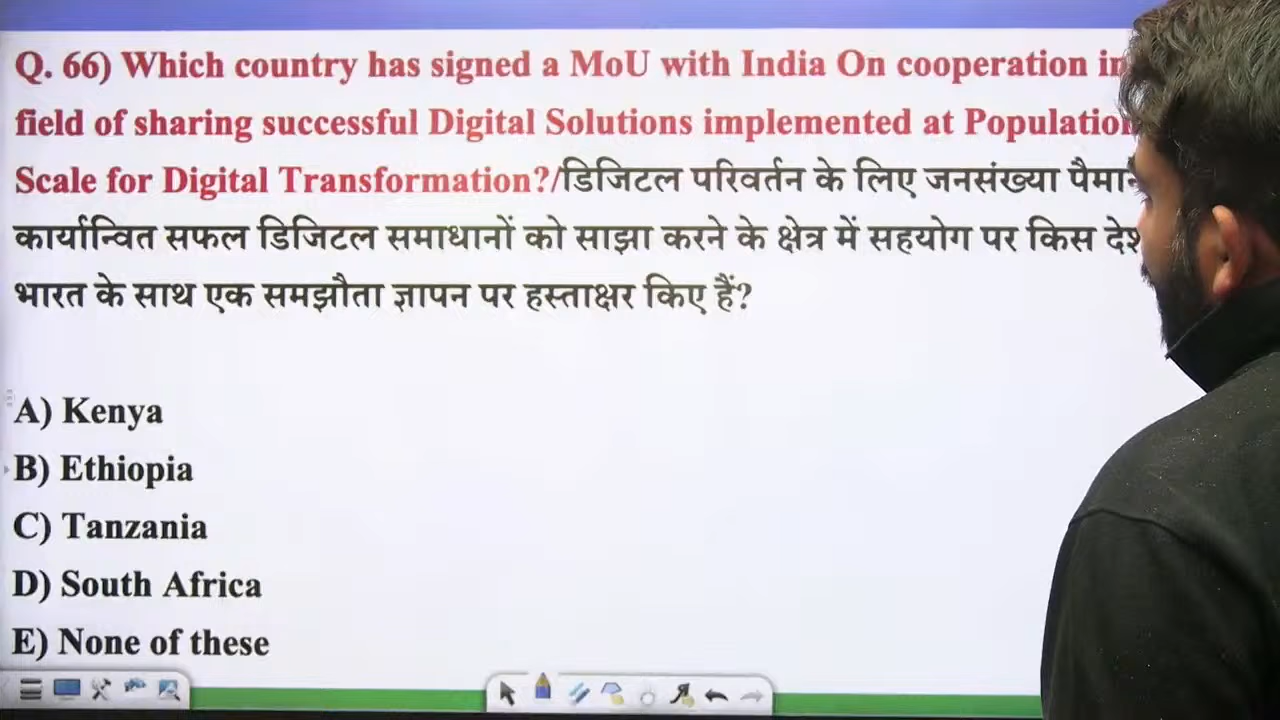 Q. 66) Which country has signed a MoU with India On cooperation in
field of sharing successful Digital Solutions implemented at Population
Scale for Digital Transformation?/डिजिटल परिवर्तन के लिए जनसंख्या
कार्यान्वित सफल डिजिटल समाधानों को साझा करने के क्षेत्र में सहयोग पर किस
भारत के साथ एक समझौता ज्ञापन पर हस्ताक्षर किए हैं?
A) Kenya
B) Ethiopia
C) Tanzania
D) South Africa
E) None of these